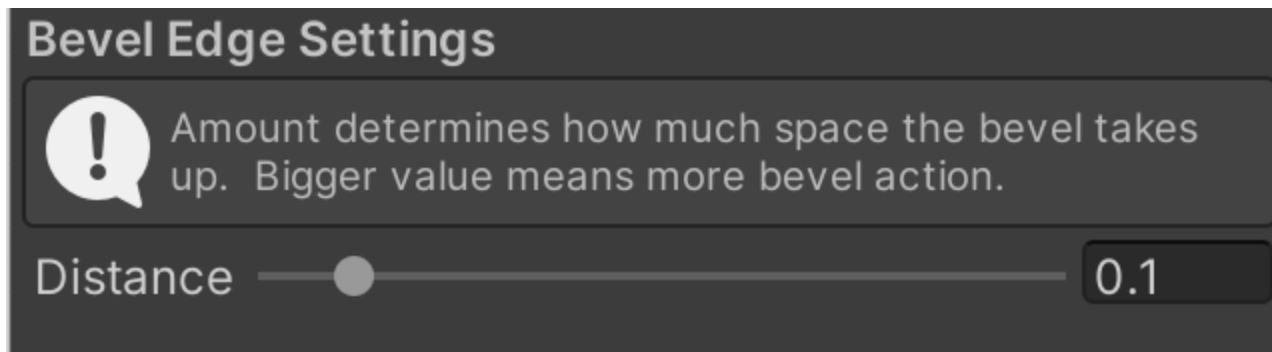 Bevel Edge Settings
Amount determines how much space the bevel takes
up.  Bigger value means more bevel action.
Distance 0.1